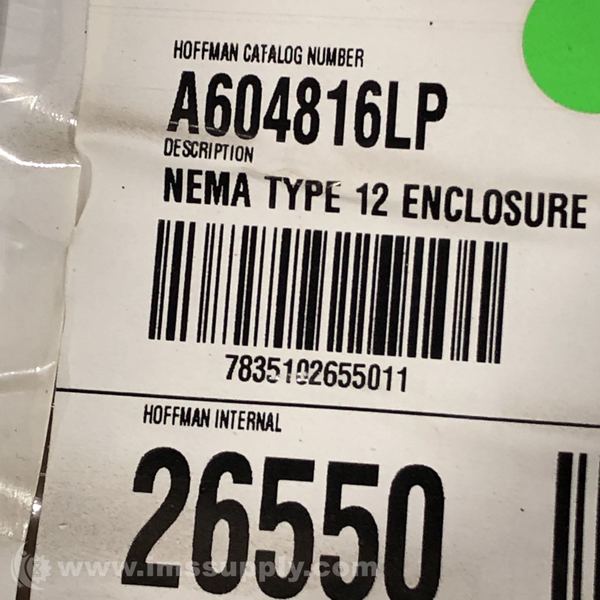 HOFFMAN CATALOG NUMBER
A604816LP
DESCRIPTION
NEMA TYPE 12 ENCLOSURE
7835102655011
HOFFMAN INTERNAL
26550
www.imssupply.com